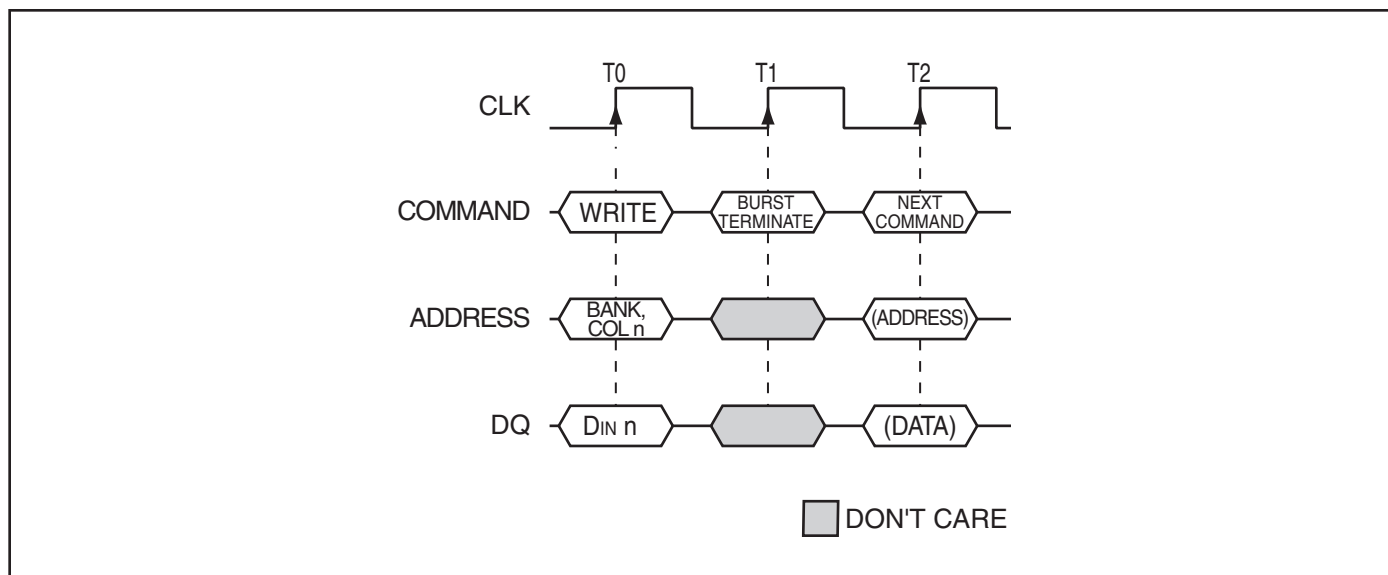 T0 T1 T2
CLK
COMMAND WRITE BURST TERMINATE NEXT COMMAND
ADDRESS BANK, COL n (ADDRESS)
DQ DIN n (DATA)
DON'T CARE